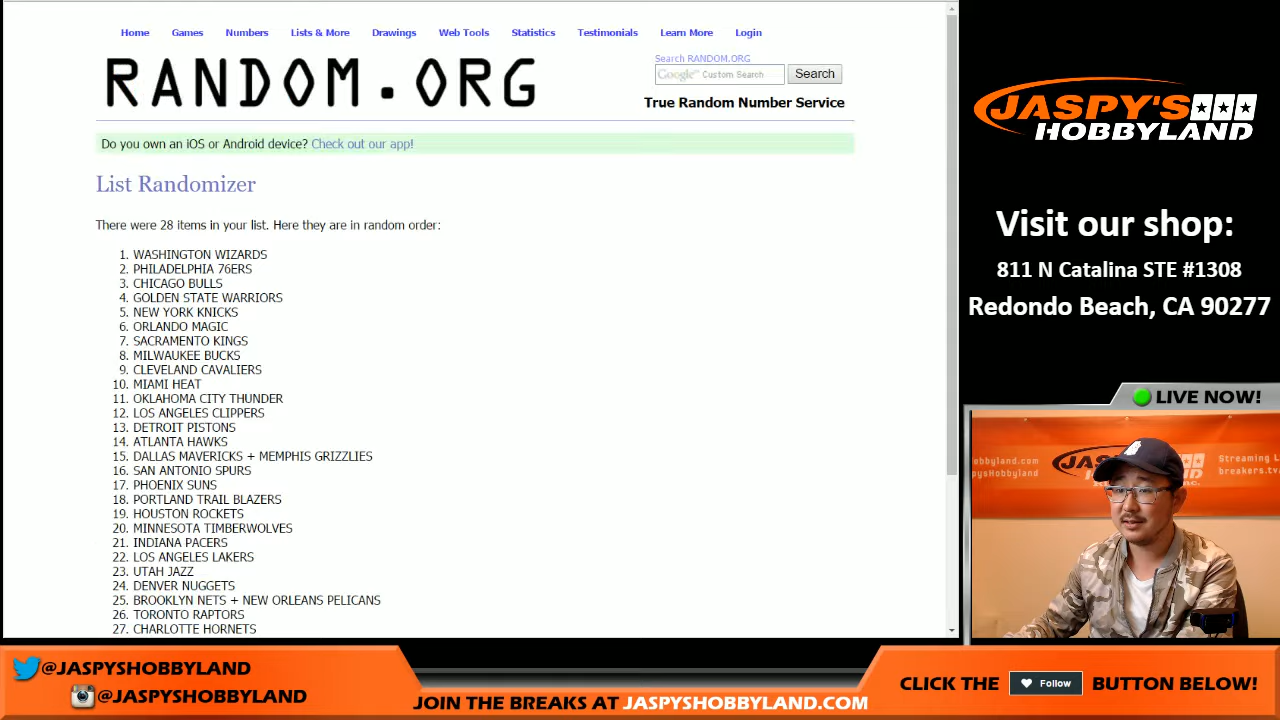 Home Games Numbers Lists & More Drawings Web Tools Statistics Testimonials Learn More Login
RANDOM.ORG
Search RANDOM.ORG
Google™ Custom Search Search
True Random Number Service
Do you own an iOS or Android device? Check out our app!
List Randomizer
There were 28 items in your list. Here they are in random order:
1. WASHINGTON WIZARDS
2. PHILADELPHIA 76ERS
3. CHICAGO BULLS
4. GOLDEN STATE WARRIORS
5. NEW YORK KNICKS
6. ORLANDO MAGIC
7. SACRAMENTO KINGS
8. MILWAUKEE BUCKS
9. CLEVELAND CAVALIERS
10. MIAMI HEAT
11. OKLAHOMA CITY THUNDER
12. LOS ANGELES CLIPPERS
13. DETROIT PISTONS
14. ATLANTA HAWKS
15. DALLAS MAVERICKS + MEMPHIS GRIZZLIES
16. SAN ANTONIO SPURS
17. PHOENIX SUNS
18. PORTLAND TRAIL BLAZERS
19. HOUSTON ROCKETS
20. MINNESOTA TIMBERWOLVES
21. INDIANA PACERS
22. LOS ANGELES LAKERS
23. UTAH JAZZ
24. DENVER NUGGETS
25. BROOKLYN NETS + NEW ORLEANS PELICANS
26. TORONTO RAPTORS
27. CHARLOTTE HORNETS
JASPY'S
HOBBYLAND
Visit our shop:
811 N Catalina STE #1308
Redondo Beach, CA 90277
LIVE NOW!
Streaming
breakers.tv
@JASPYSHOBBYLAND
@JASPYSHOBBYLAND
JOIN THE BREAKS AT JASPYSHOBBYLAND.COM
CLICK THE Follow BUTTON BELOW!